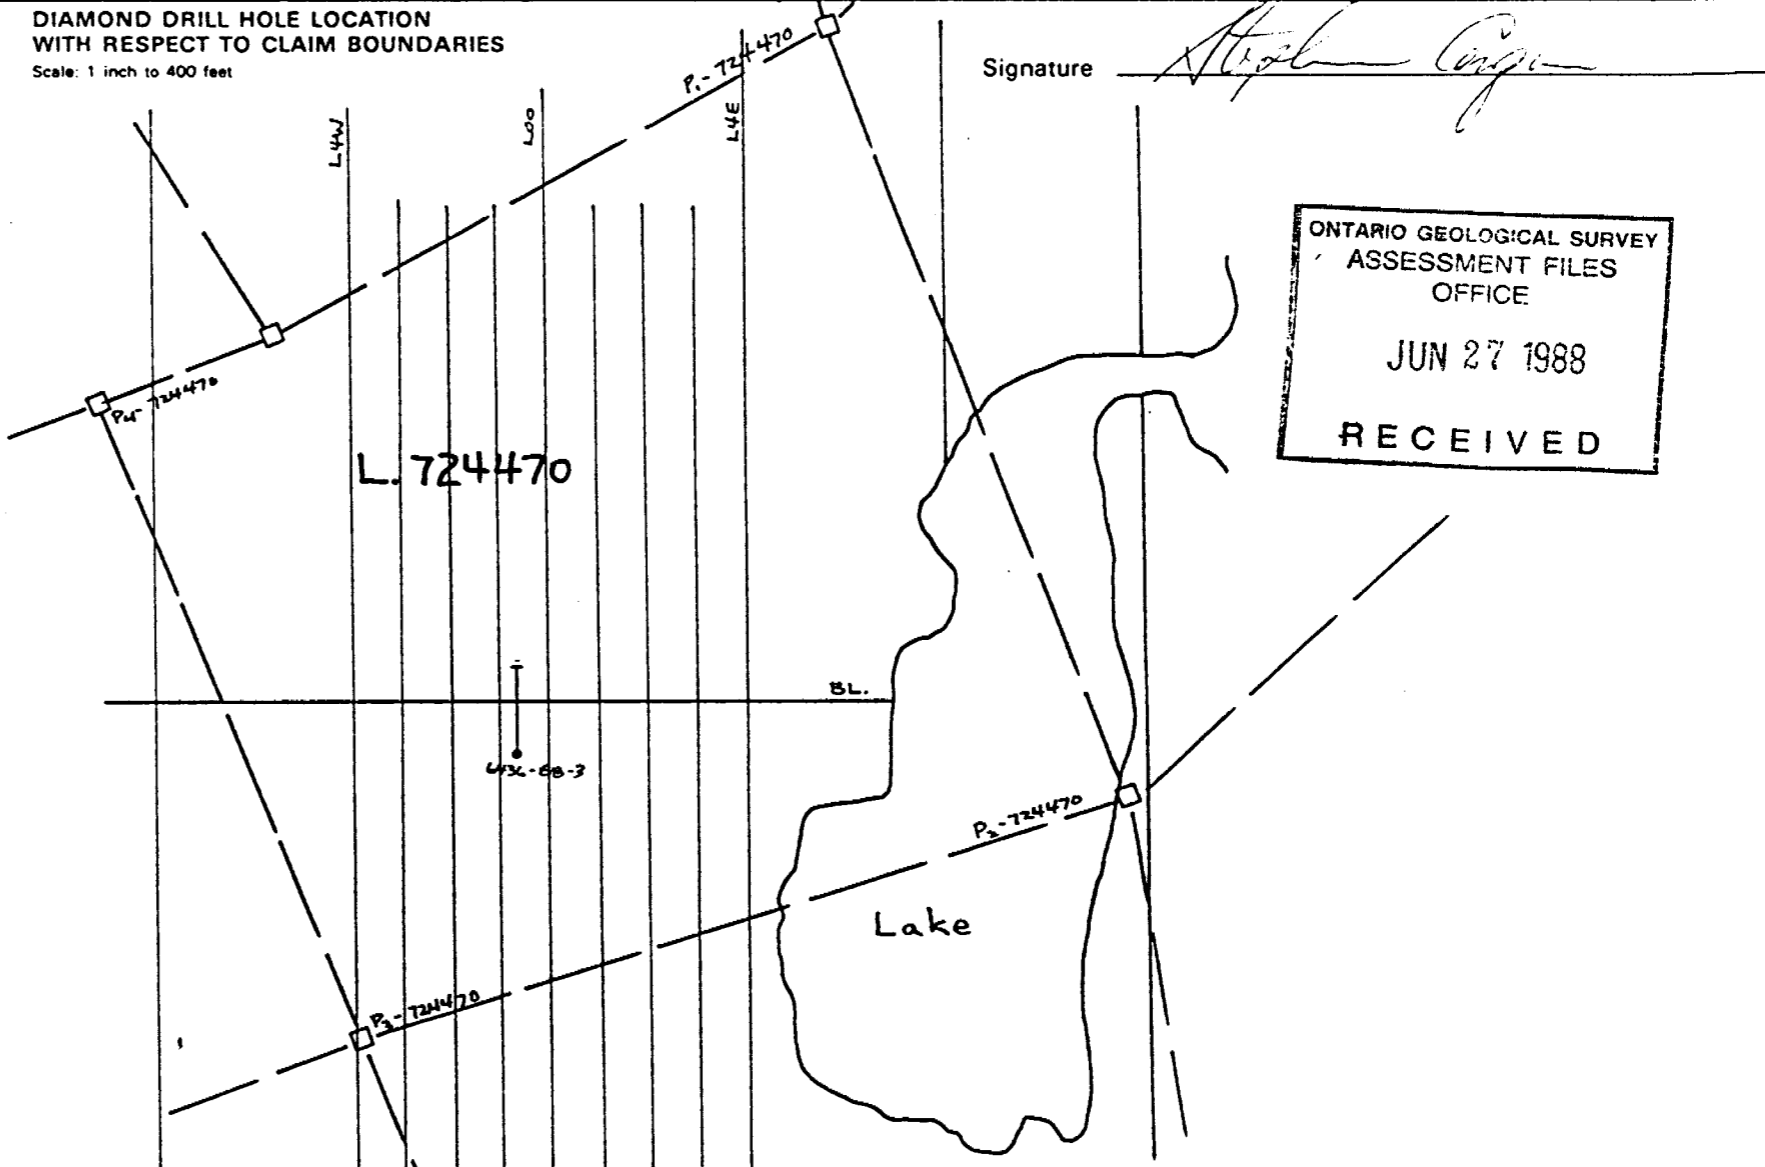 DIAMOND DRILL HOLE LOCATION
WITH RESPECT TO CLAIM BOUNDARIES
Scale: 1 inch to 400 feet
Signature
P1-724470
L4W
L00
L4E
ONTARIO GEOLOGICAL SURVEY
ASSESSMENT FILES
OFFICE
JUN 27 1988
RECEIVED
P4-724470
L. 724470
BL.
P2-724470
Lake
P3-724470